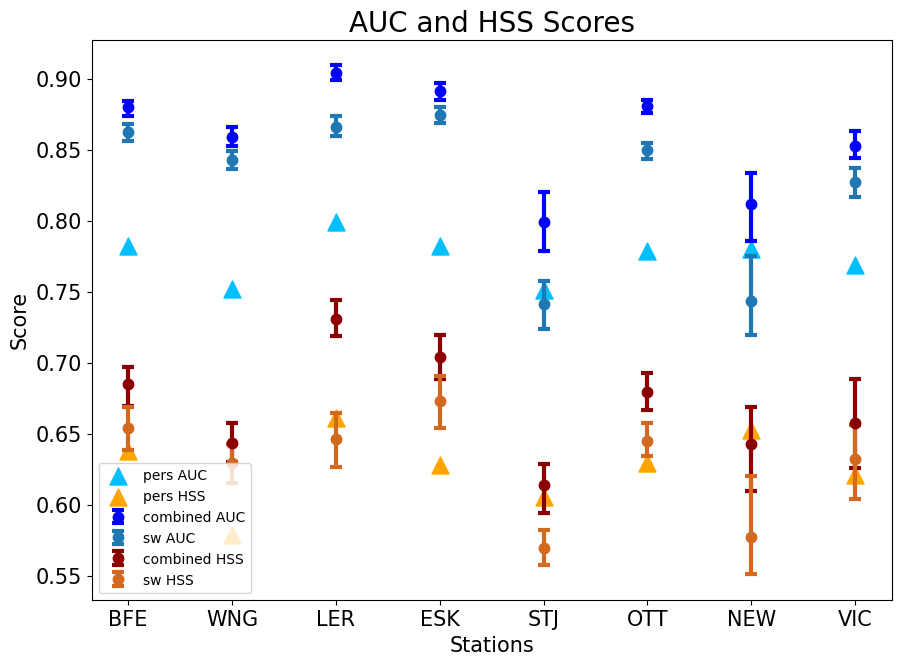 AUC and HSS Scores
Score
0.90
0.85
0.80
0.75
0.70
0.65
0.60
0.55
pers AUC
pers HSS
combined AUC
sw AUC
combined HSS
sw HSS
BFE WNG LER ESK STJ OTT NEW VIC
Stations